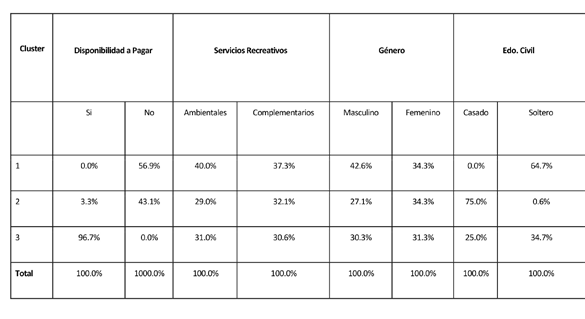 Cluster Disponibilidad a Pagar Servicios Recreativos Género Edo. Civil
Si No Ambientales Complementarios Masculino Femenino Casado Soltero
1 0.0% 56.9% 40.0% 37.3% 42.6% 34.3% 0.0% 64.7%
2 3.3% 43.1% 29.0% 32.1% 27.1% 34.3% 75.0% 0.6%
3 96.7% 0.0% 31.0% 30.6% 30.3% 31.3% 25.0% 34.7%
Total 100.0% 1000.0% 100.0% 100.0% 100.0% 100.0% 100.0% 100.0%